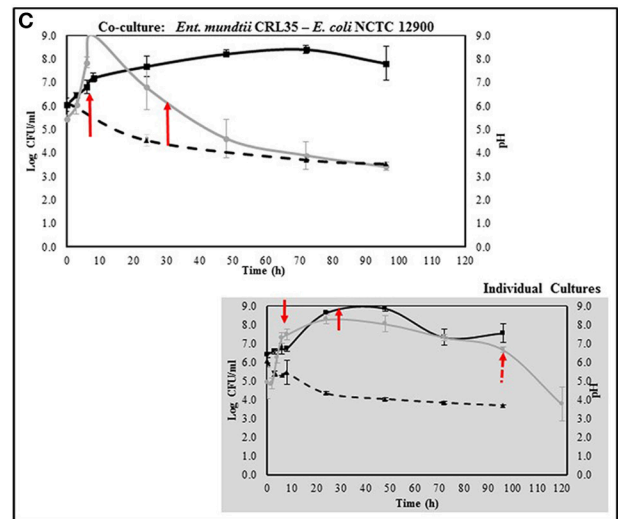 C
Co-culture: Ent. mundtii CRL35 – E. coli NCTC 12900
9.0 9.0
8.0 8.0
7.0 7.0
6.0 6.0
5.0 5.0
4.0 4.0
3.0 3.0
2.0 2.0
1.0 1.0
0.0 0.0
Log CFU/ml
pH
0 10 20 30 40 50 60 70 80 90 100 110 120
Time (h)
Individual Cultures
9.0 9.0
8.0 8.0
7.0 7.0
6.0 6.0
5.0 5.0
4.0 4.0
3.0 3.0
2.0 2.0
1.0 1.0
0.0 0.0
Log CFU/ml
pH
0 10 20 30 40 50 60 70 80 90 100 110 120
Time (h)